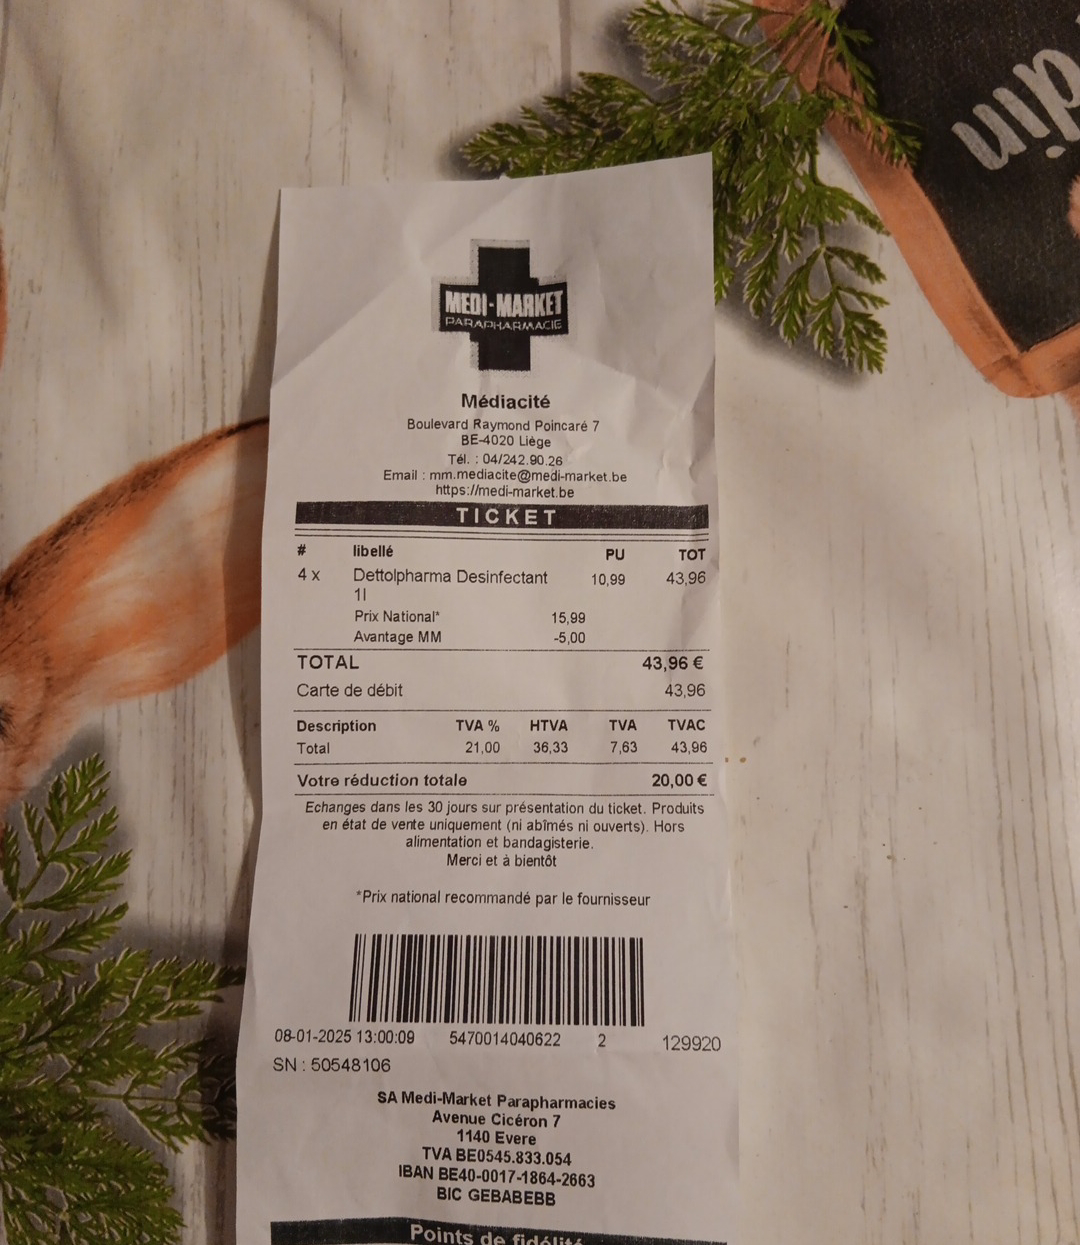 din
MEDI-MARKET
PARAPHARMACIE
Médiacité
Boulevard Raymond Poincaré 7
BE-4020 Liège
Tél. : 04/242.90.26
Email : mm.mediacite@medi-market.be
https://medi-market.be
TICKET
# libellé PU TOT
4 x Dettolpharma Desinfectant 10,99 43,96
1l
Prix National* 15,99
Avantage MM -5,00
TOTAL 43,96 €
Carte de débit 43,96
Description TVA % HTVA TVA TVAC
Total 21,00 36,33 7,63 43,96
Votre réduction totale 20,00 €
Echanges dans les 30 jours sur présentation du ticket. Produits
en état de vente uniquement (ni abîmés ni ouverts). Hors
alimentation et bandagisterie.
Merci et à bientôt
*Prix national recommandé par le fournisseur
08-01-2025 13:00:09 5470014040622 2 129920
SN : 50548106
SA Medi-Market Parapharmacies
Avenue Cicéron 7
1140 Evere
TVA BE0545.833.054
IBAN BE40-0017-1864-2663
BIC GEBABEBB
Points de fidélité